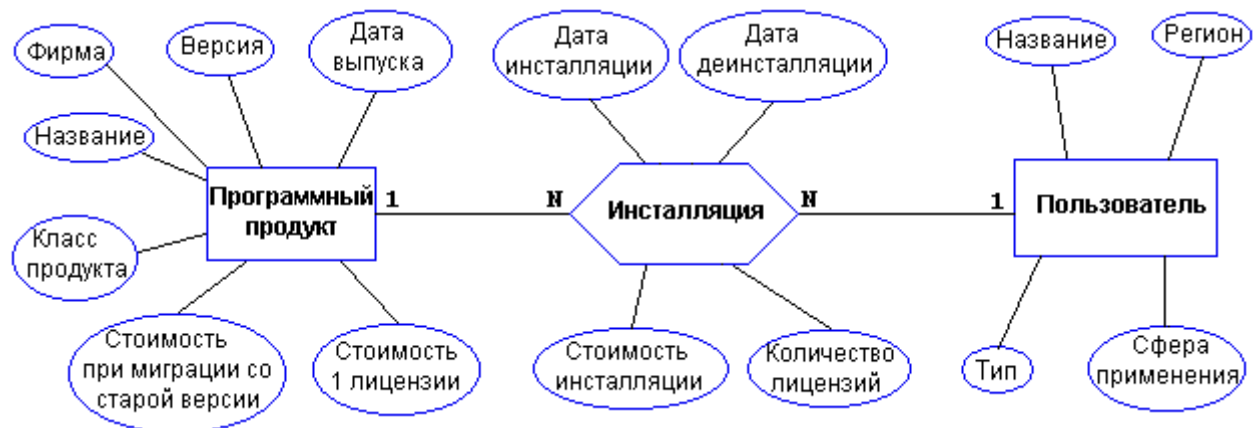 Фирма
Версия
Дата
выпуска
Дата
инсталляции
Дата
деинсталляции
Название
Регион
Название
Программный
продукт
1
N
Инсталляция
N
1
Пользователь
Класс
продукта
Стоимость
при миграции со
старой версии
Стоимость
1 лицензии
Стоимость
инсталляции
Количество
лицензий
Тип
Сфера
применения